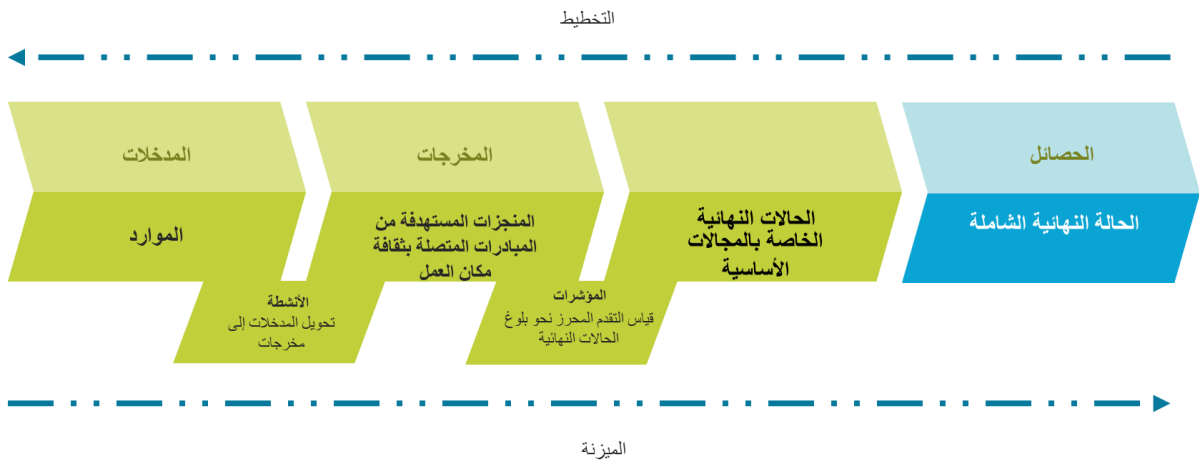 التخطيط
المدخلات
المخرجات
الحصائل
الموارد
المنجزات المستهدفة من
المبادرات المتصلة بثقافة
مكان العمل
الحالات النهائية
الخاصة بالمجالات
الأساسية
الحالة النهائية الشاملة
الأنشطة
تحويل المدخلات إلى
مخرجات
المؤشرات
قياس التقدم المحرز نحو بلوغ
الحالات النهائية
الميزنة